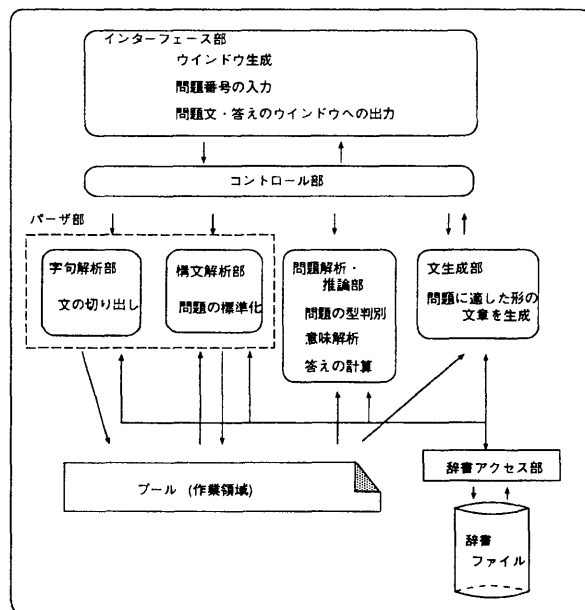 インターフェース部
ウインドウ生成
問題番号の入力
問題文・答えのウインドウへの出力
コントロール部
パーザ部
字句解析部
文の切り出し
構文解析部
問題の標準化
問題解析・
推論部
問題の型判別
意味解析
答えの計算
文生成部
問題に適した形の
文章を生成
プール (作業領域)
辞書アクセス部
辞書
ファイル